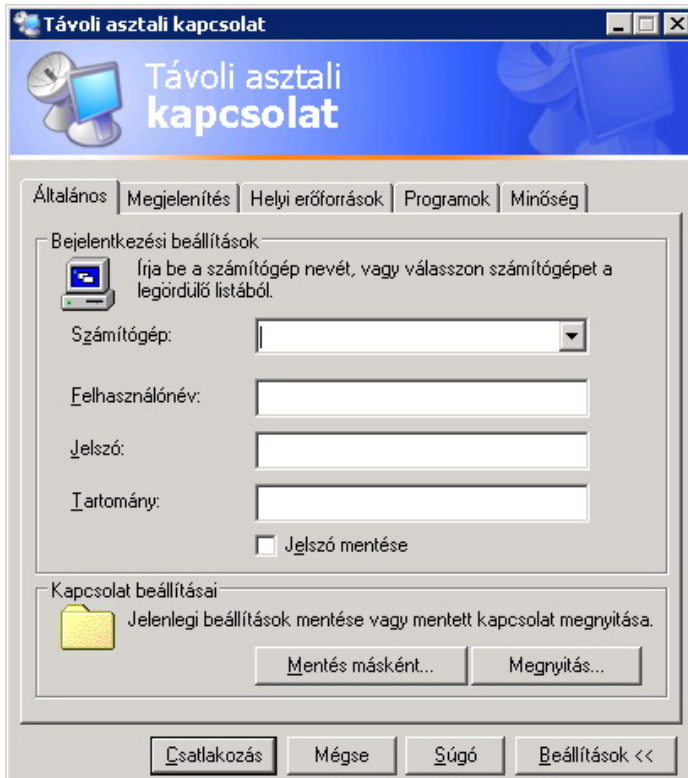 Távoli asztali kapcsolat
Távoli asztali
kapcsolat
Általános Megjelenítés Helyi erőforrások Programok Minőség
Bejelentkezési beállítások
Írja be a számítógép nevét, vagy válasszon számítógépet a
legördülő listából.
Számítógép:
Felhasználónév:
Jelszó:
Tartomány:
Jelszó mentése
Kapcsolat beállításai
Jelenlegi beállítások mentése vagy mentett kapcsolat megnyitása.
Mentés másként... Megnyitás...
Csatlakozás Mégse Súgó Beállítások <<